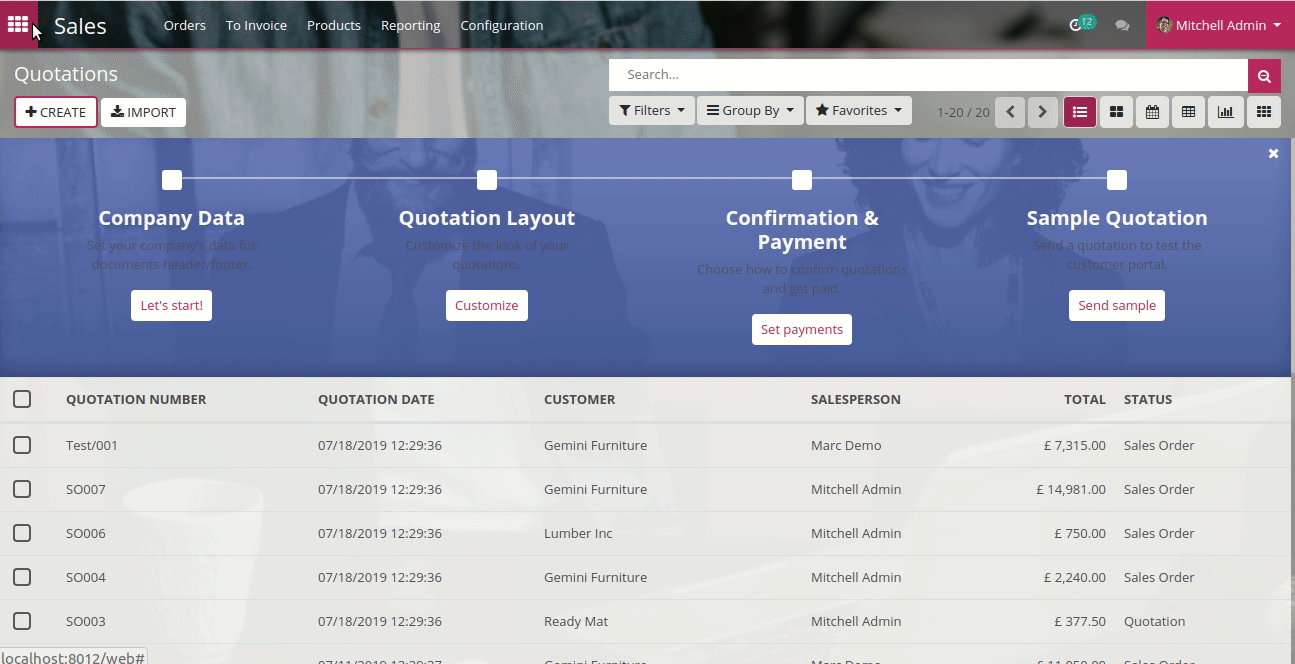 Sales Orders To Invoice Products Reporting Configuration 12 Mitchell Admin
Quotations Search...
CREATE IMPORT Filters Group By Favorites 1-20 / 20
Company Data Quotation Layout Confirmation & Payment Sample Quotation
Set your company's data for
documents header/footer.
Customize the look of your
quotations.
Choose how to confirm quotations
and get paid.
Send a quotation to test the
customer portal.
Let's start! Customize Set payments Send sample
QUOTATION NUMBER QUOTATION DATE CUSTOMER SALESPERSON TOTAL STATUS
Test/001 07/18/2019 12:29:36 Gemini Furniture Marc Demo £ 7,315.00 Sales Order
SO007 07/18/2019 12:29:36 Gemini Furniture Mitchell Admin £ 14,981.00 Sales Order
SO006 07/18/2019 12:29:36 Lumber Inc Mitchell Admin £ 750.00 Sales Order
SO004 07/18/2019 12:29:36 Gemini Furniture Mitchell Admin £ 2,240.00 Sales Order
SO003 07/18/2019 12:29:36 Ready Mat Mitchell Admin £ 377.50 Quotation
localhost:8012/web#